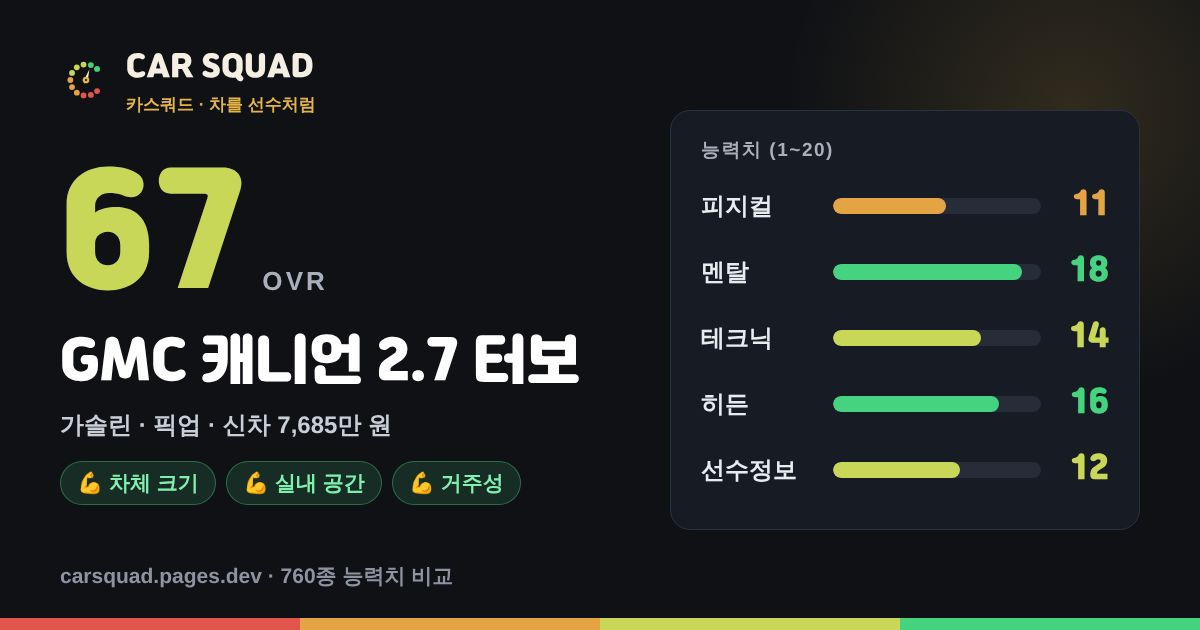 CAR SQUAD
카스쿼드 · 차를 선수처럼
67 OVR
GMC 캐니언 2.7 터보
가솔린 · 픽업 · 신차 7,685만 원
💪 차체 크기 💪 실내 공간 💪 거주성
carsquad.pages.dev · 760종 능력치 비교
능력치 (1~20)
피지컬 11
멘탈 18
테크닉 14
히든 16
선수정보 12